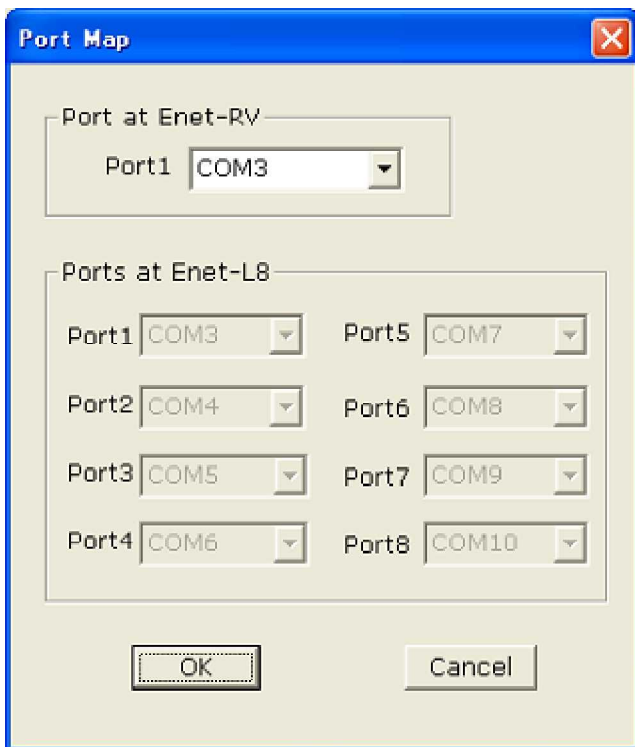 Port Map
Port at Enet-RV
Port1 COM3
Ports at Enet-L8
Port1 COM3 Port5 COM7
Port2 COM4 Port6 COM8
Port3 COM5 Port7 COM9
Port4 COM6 Port8 COM10
OK Cancel